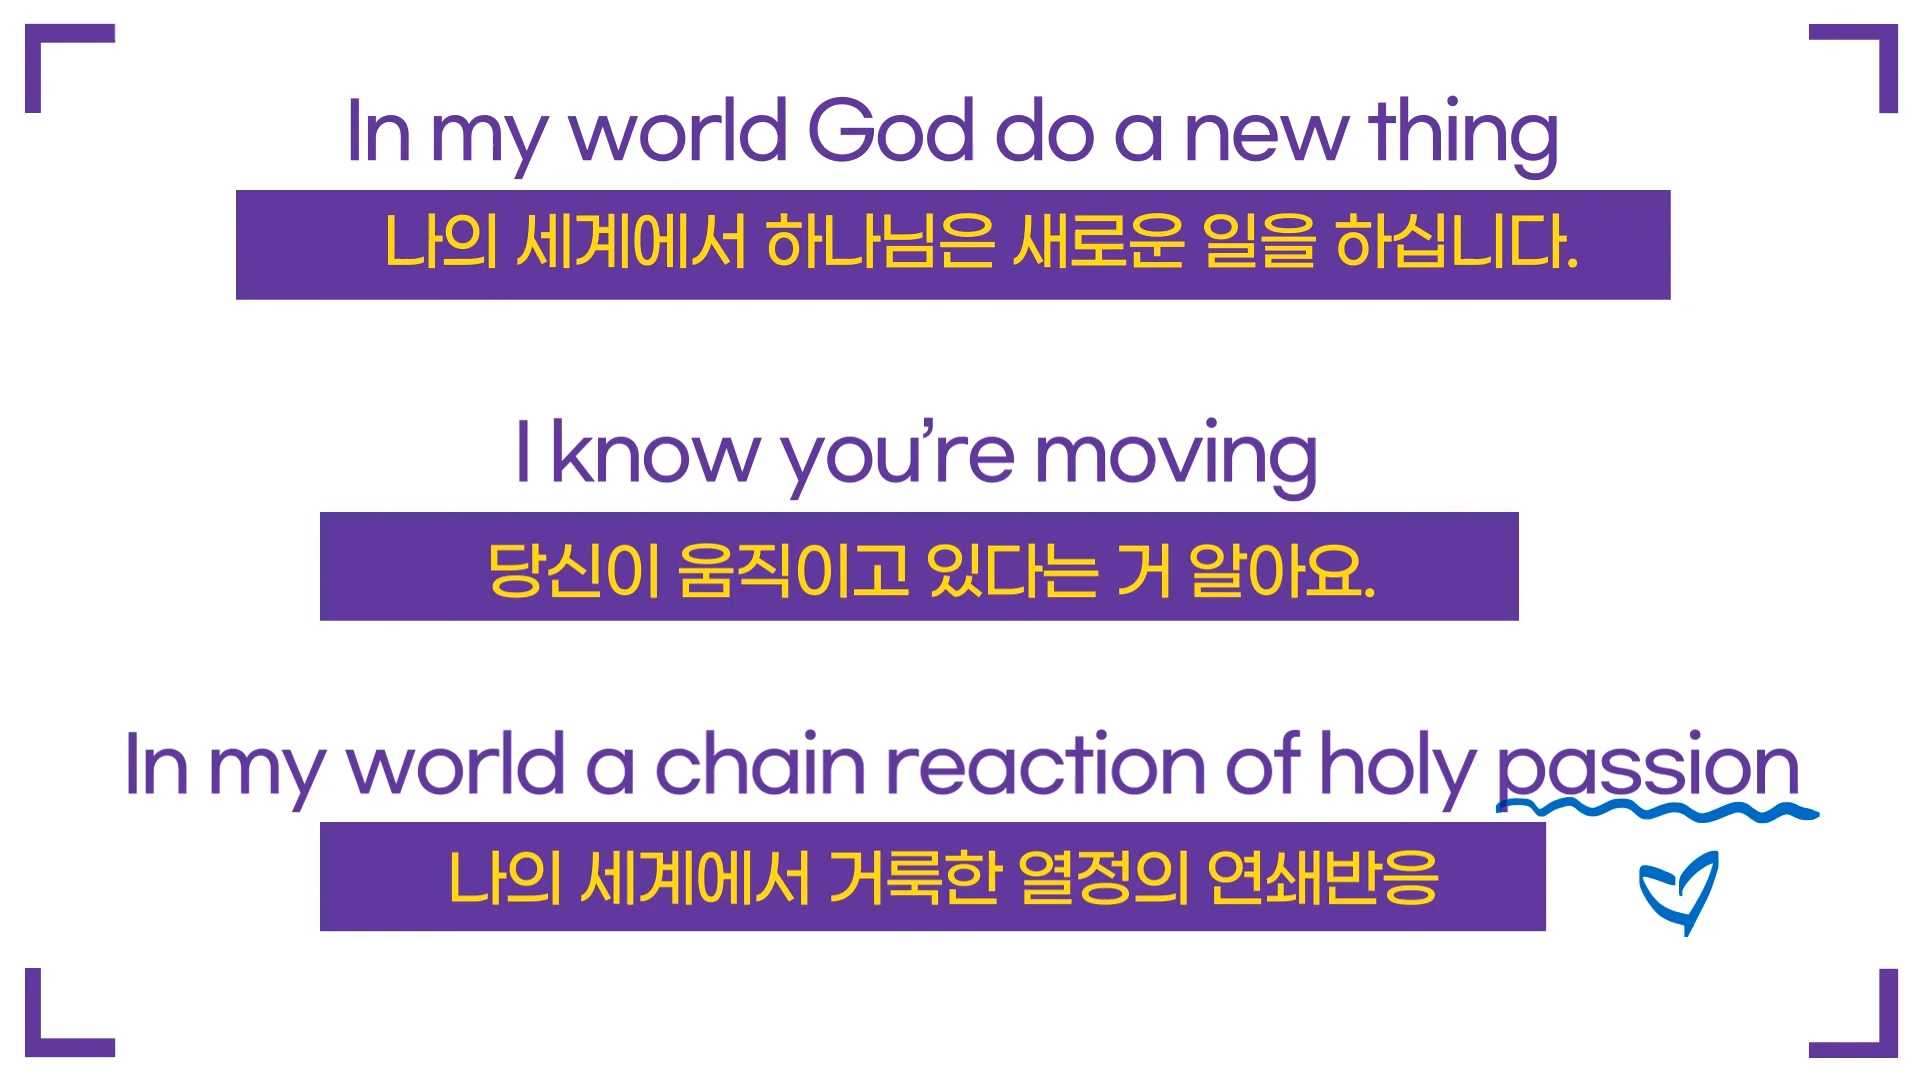 In my world God do a new thing
나의 세계에서 하나님은 새로운 일을 하십니다.
I know you’re moving
당신이 움직이고 있다는 거 알아요.
In my world a chain reaction of holy passion
나의 세계에서 거룩한 열정의 연쇄반응